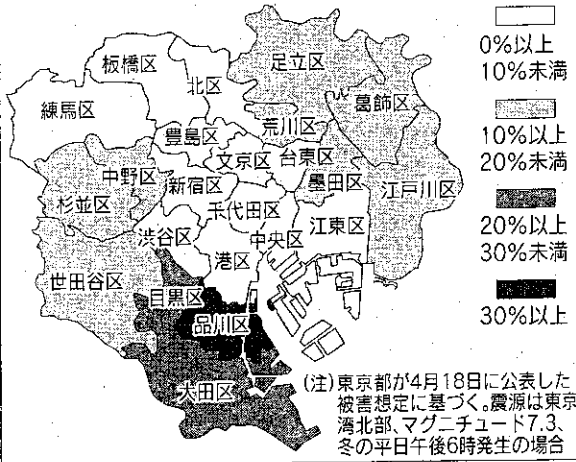 板橋区
北区
足立区
葛飾区
練馬区
豊島区
荒川区
文京区
台東区
中野区
新宿区
墨田区
江戸川区
杉並区
千代田区
江東区
渋谷区
中央区
港区
世田谷区
目黒区
品川区
大田区
0%以上
10%未満
10%以上
20%未満
20%以上
30%未満
30%以上
(注)東京都が4月18日に公表した
被害想定に基づく。震源は東京
湾北部、マグニチュード7.3、
冬の平日午後6時発生の場合